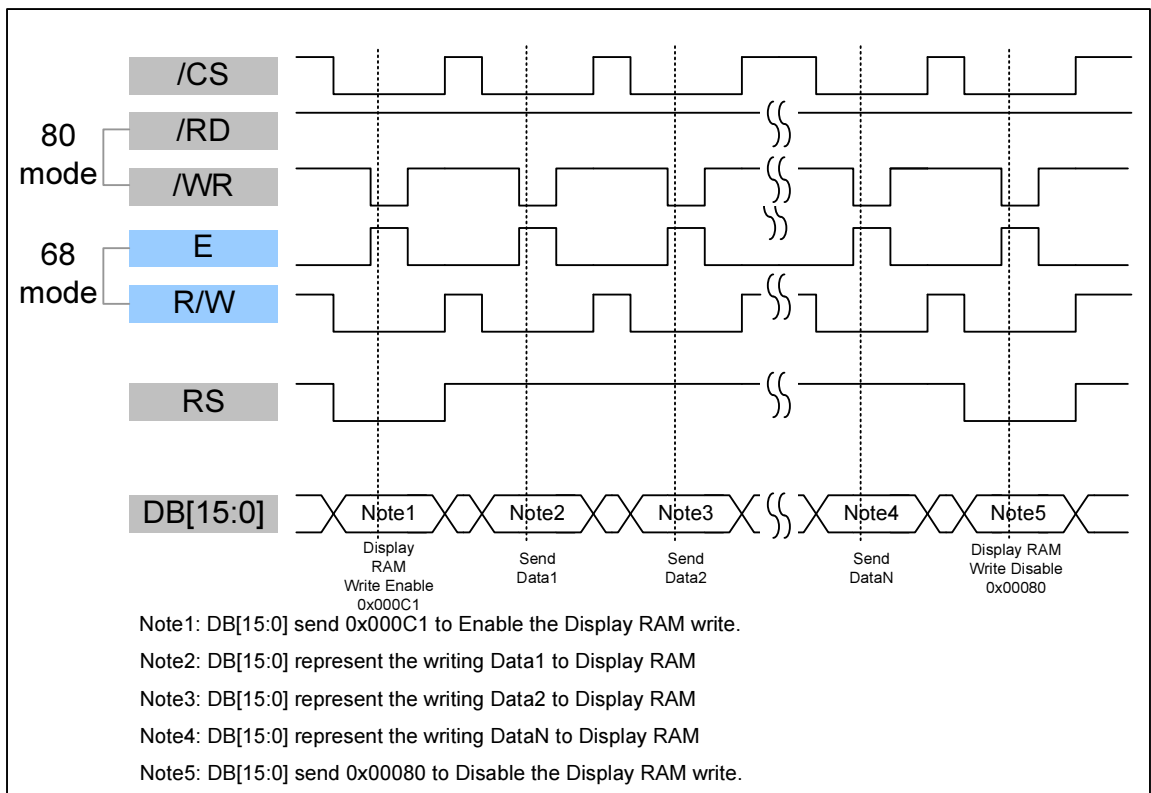 /CS
80
mode
/RD
/WR
68
mode
E
R/W
RS
DB[15:0]
Note1
Note2
Note3
Note4
Note5
Display
RAM
Write Enable
0x000C1
Send
Data1
Send
Data2
Send
DataN
Display RAM
Write Disable
0x00080
Note1: DB[15:0] send 0x000C1 to Enable the Display RAM write.
Note2: DB[15:0] represent the writing Data1 to Display RAM
Note3: DB[15:0] represent the writing Data2 to Display RAM
Note4: DB[15:0] represent the writing DataN to Display RAM
Note5: DB[15:0] send 0x00080 to Disable the Display RAM write.